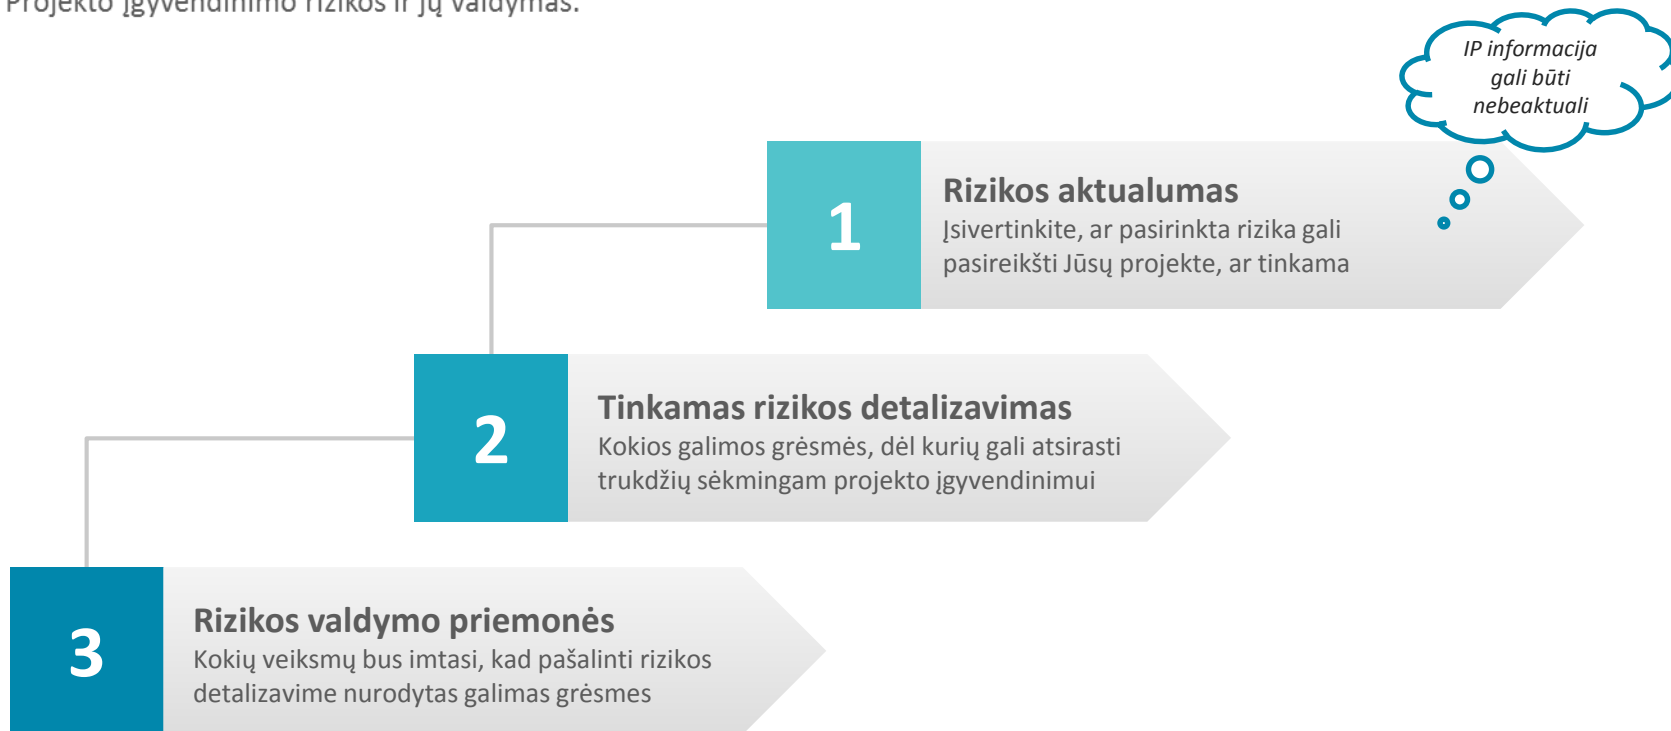 Projekto įgyvendinimo rizikos ir jų valdymas.
IP informacija
gali būti
nebeaktuali
1
Rizikos aktualumas
Įsivertinkite, ar pasirinkta rizika gali
pasireikšti Jūsų projekte, ar tinkama
2
Tinkamas rizikos detalizavimas
Kokios galimos grėsmės, dėl kurių gali atsirasti
trukdžių sėkmingam projekto įgyvendinimui
3
Rizikos valdymo priemonės
Kokių veiksmų bus imtasi, kad pašalinti rizikos
detalizavime nurodytas galimas grėsmes